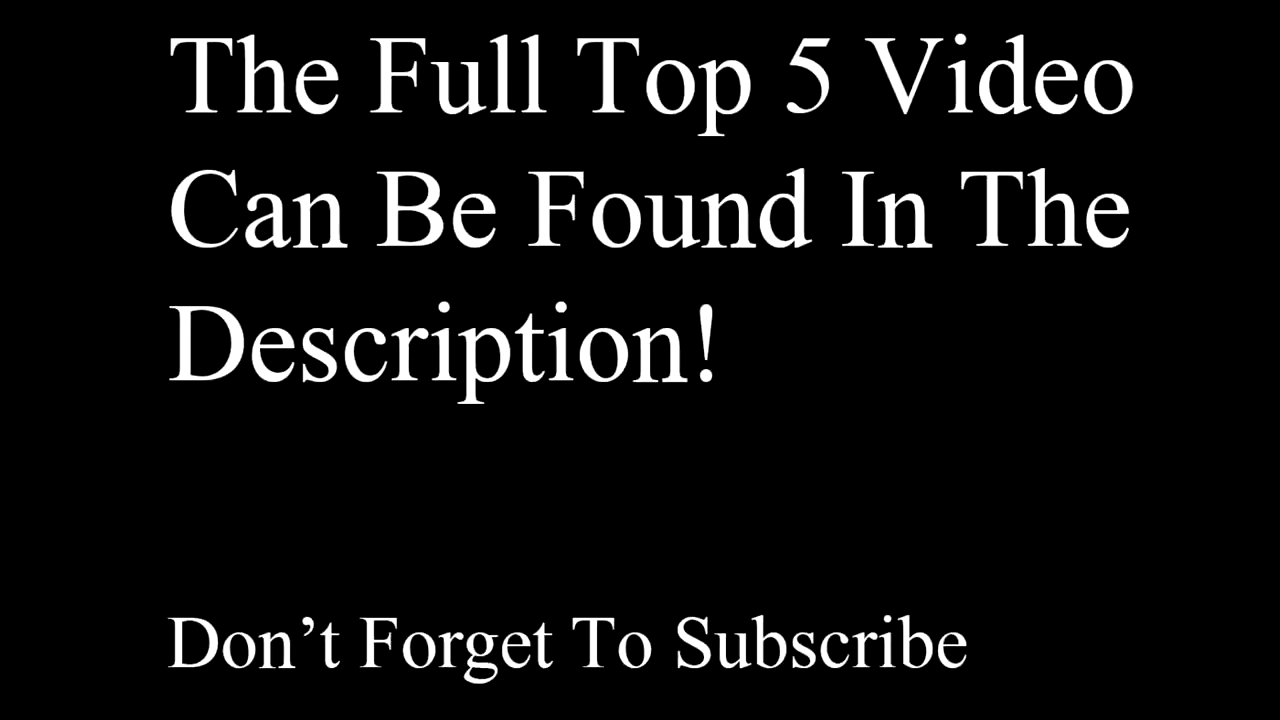 The Full Top 5 Video
Can Be Found In The
Description!
Don’t Forget To Subscribe